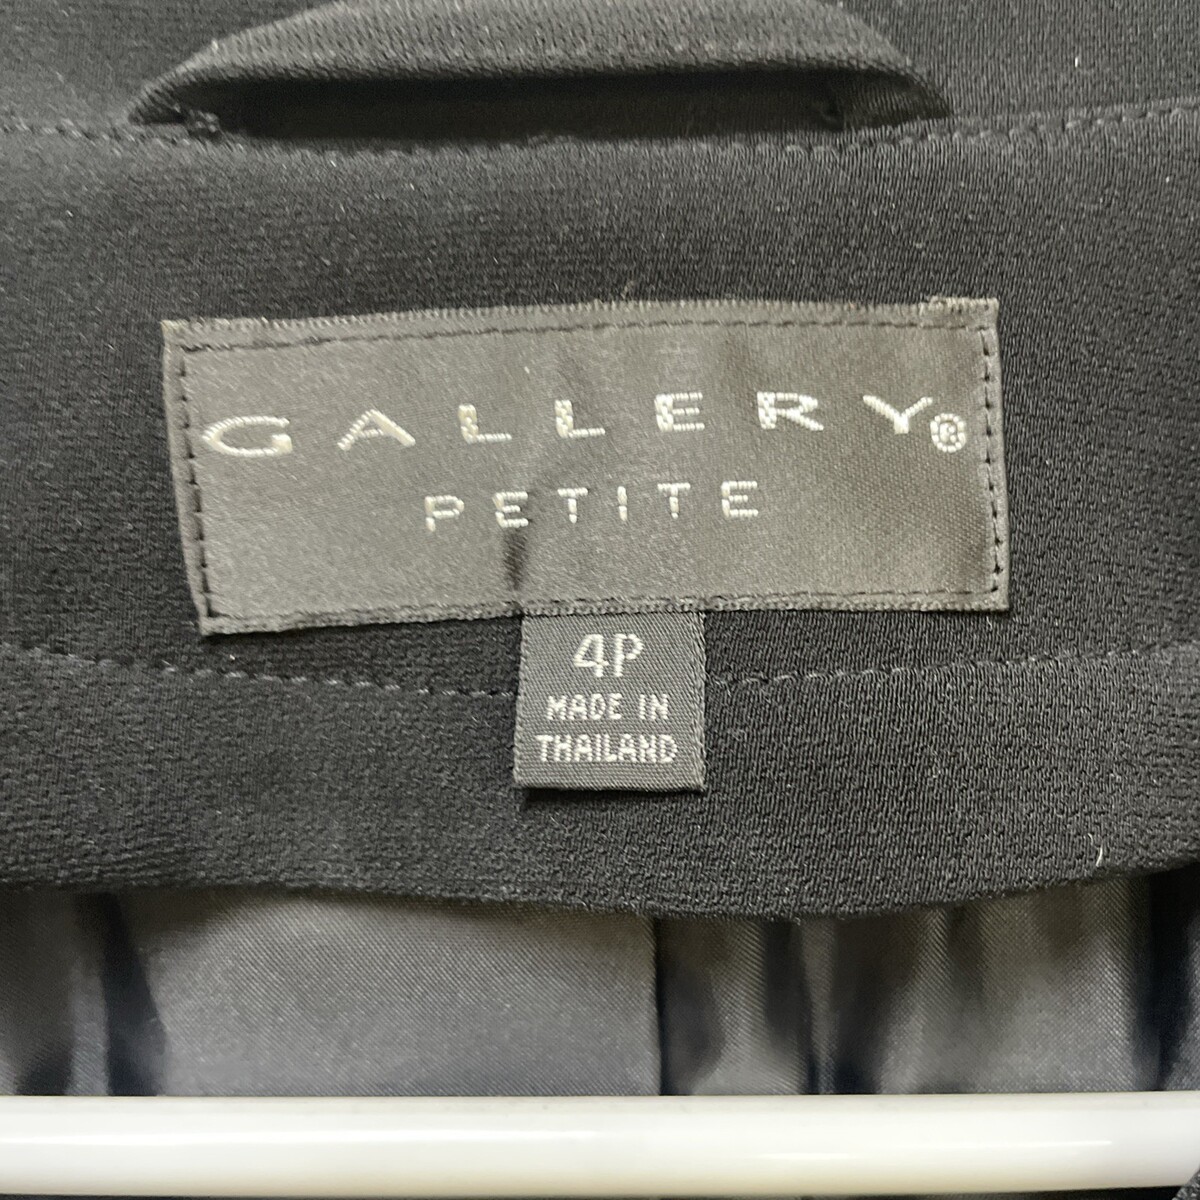 GALLERY®
PETITE
4P
MADE IN
THAILAND